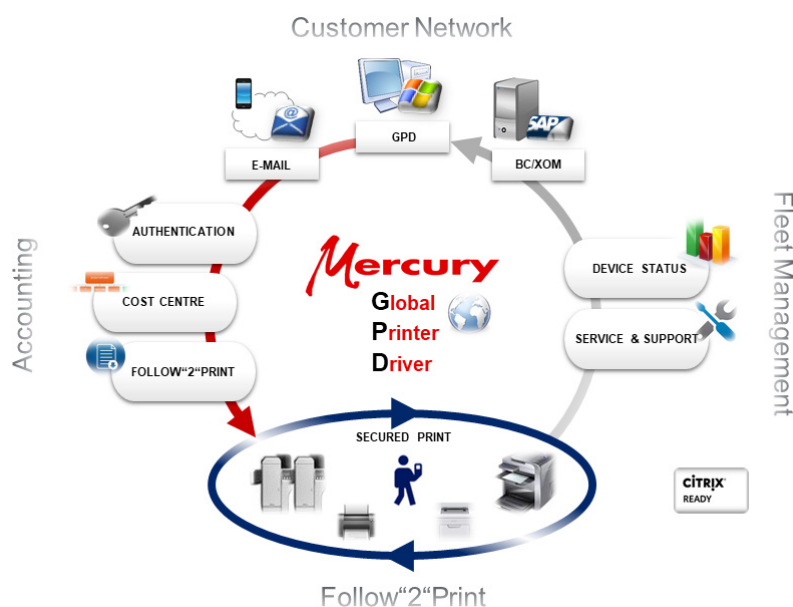 Customer Network
GPD
E-MAIL
SAP
BC/XOM
AUTHENTICATION
COST CENTRE
FOLLOW“2“PRINT
Accounting
Mercury
Global
Printer
Driver
DEVICE STATUS
SERVICE & SUPPORT
Fleet Management
SECURED PRINT
CITRIX
READY
Follow“2“Print